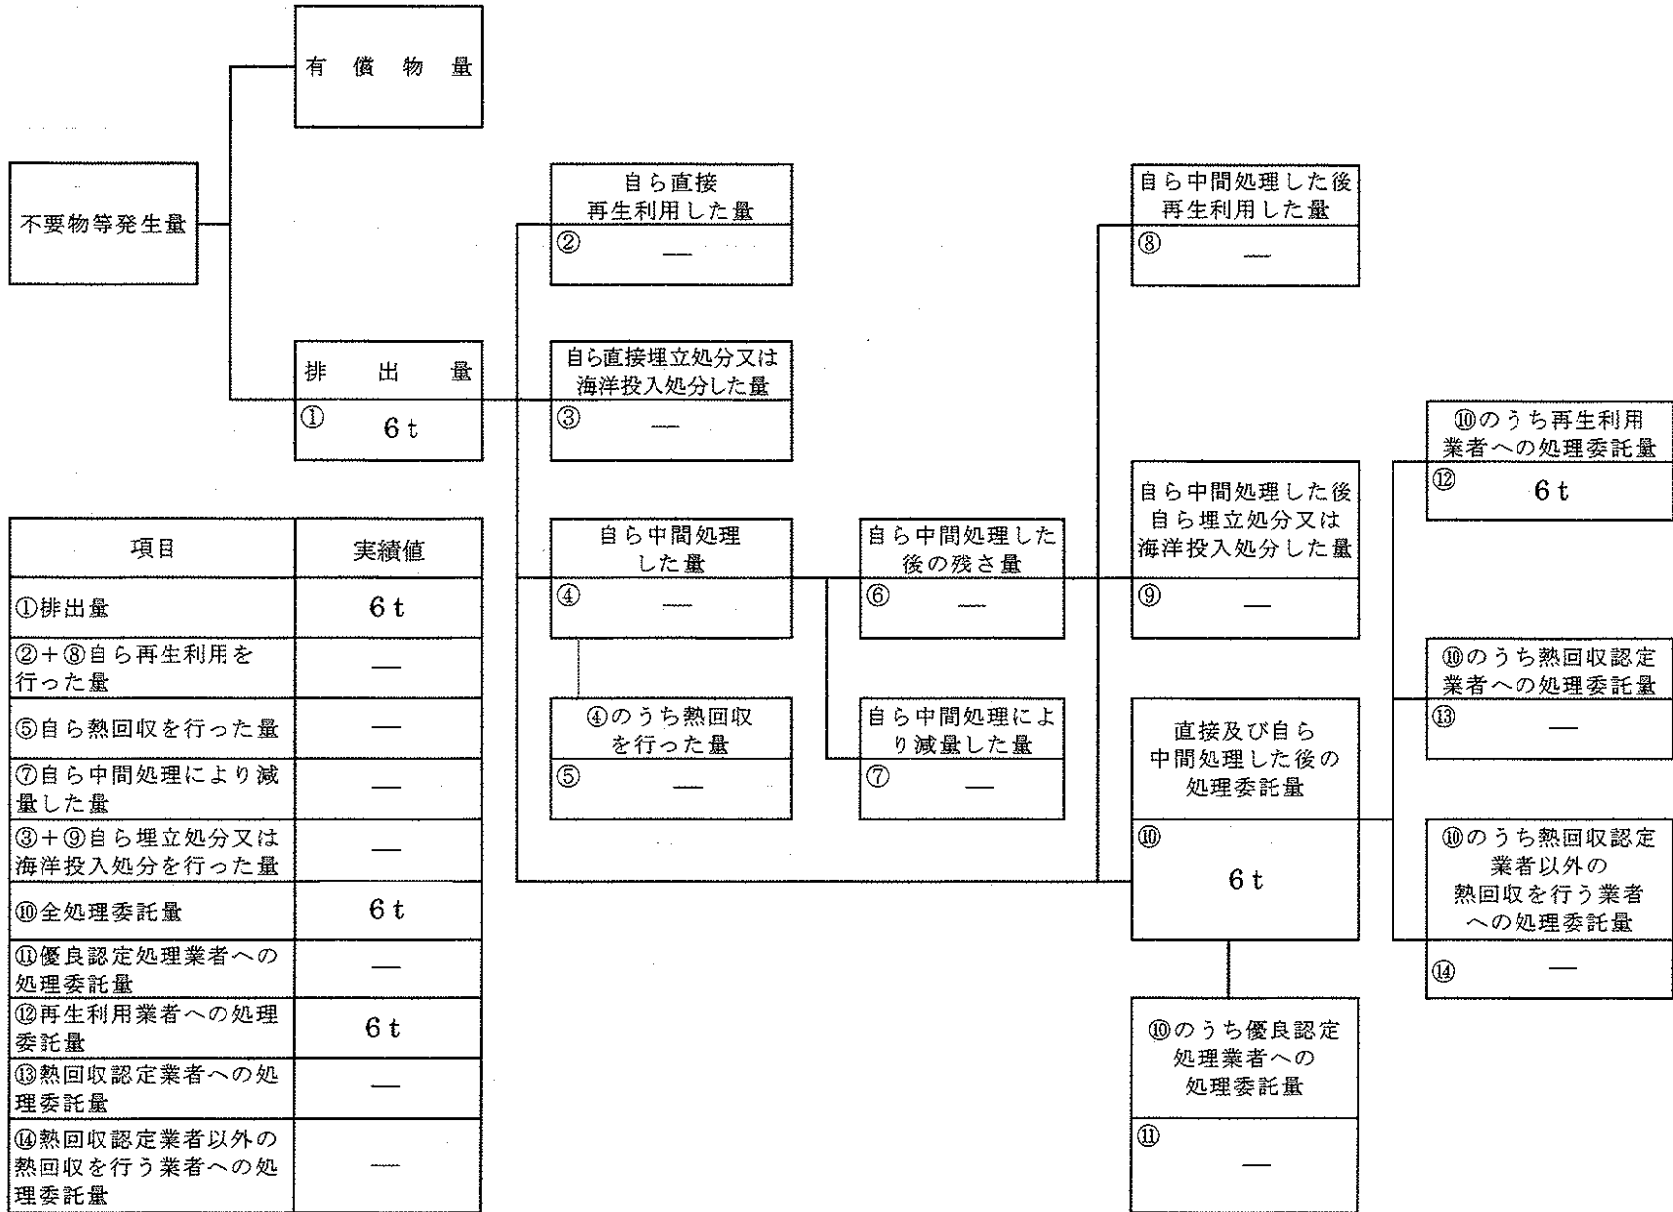 有償物量
不要物等発生量
自ら直接
再生利用した量
②
—
自ら中間処理した後
再生利用した量
⑧
—
排出量
①
6t
自ら直接埋立処分又は
海洋投入処分した量
③
—
⑩のうち再生利用
業者への処理委託量
⑫
6t
自ら中間処理した後
自ら埋立処分又は
海洋投入処分した量
⑨
—
自ら中間処理
した量
④
—
自ら中間処理した
後の残さ量
⑥
—
⑩のうち熱回収認定
業者への処理委託量
⑬
—
④のうち熱回収
を行った量
⑤
—
自ら中間処理によ
り減量した量
⑦
—
直接及び自ら
中間処理した後の
処理委託量
⑩
6t
⑩のうち熱回収認定
業者以外の
熱回収を行う業者
への処理委託量
⑭
—
⑩のうち優良認定
処理業者への
処理委託量
⑪
—
項目 実績値
①排出量 6t
②+⑧自ら再生利用を
行った量 —
⑤自ら熱回収を行った量 —
⑦自ら中間処理により減
量した量 —
③+⑨自ら埋立処分又は
海洋投入処分を行った量 —
⑩全処理委託量 6t
⑪優良認定処理業者への
処理委託量 —
⑫再生利用業者への処理
委託量 6t
⑬熱回収認定業者への処
理委託量 —
⑭熱回収認定業者以外の
熱回収を行う業者への処
理委託量 —